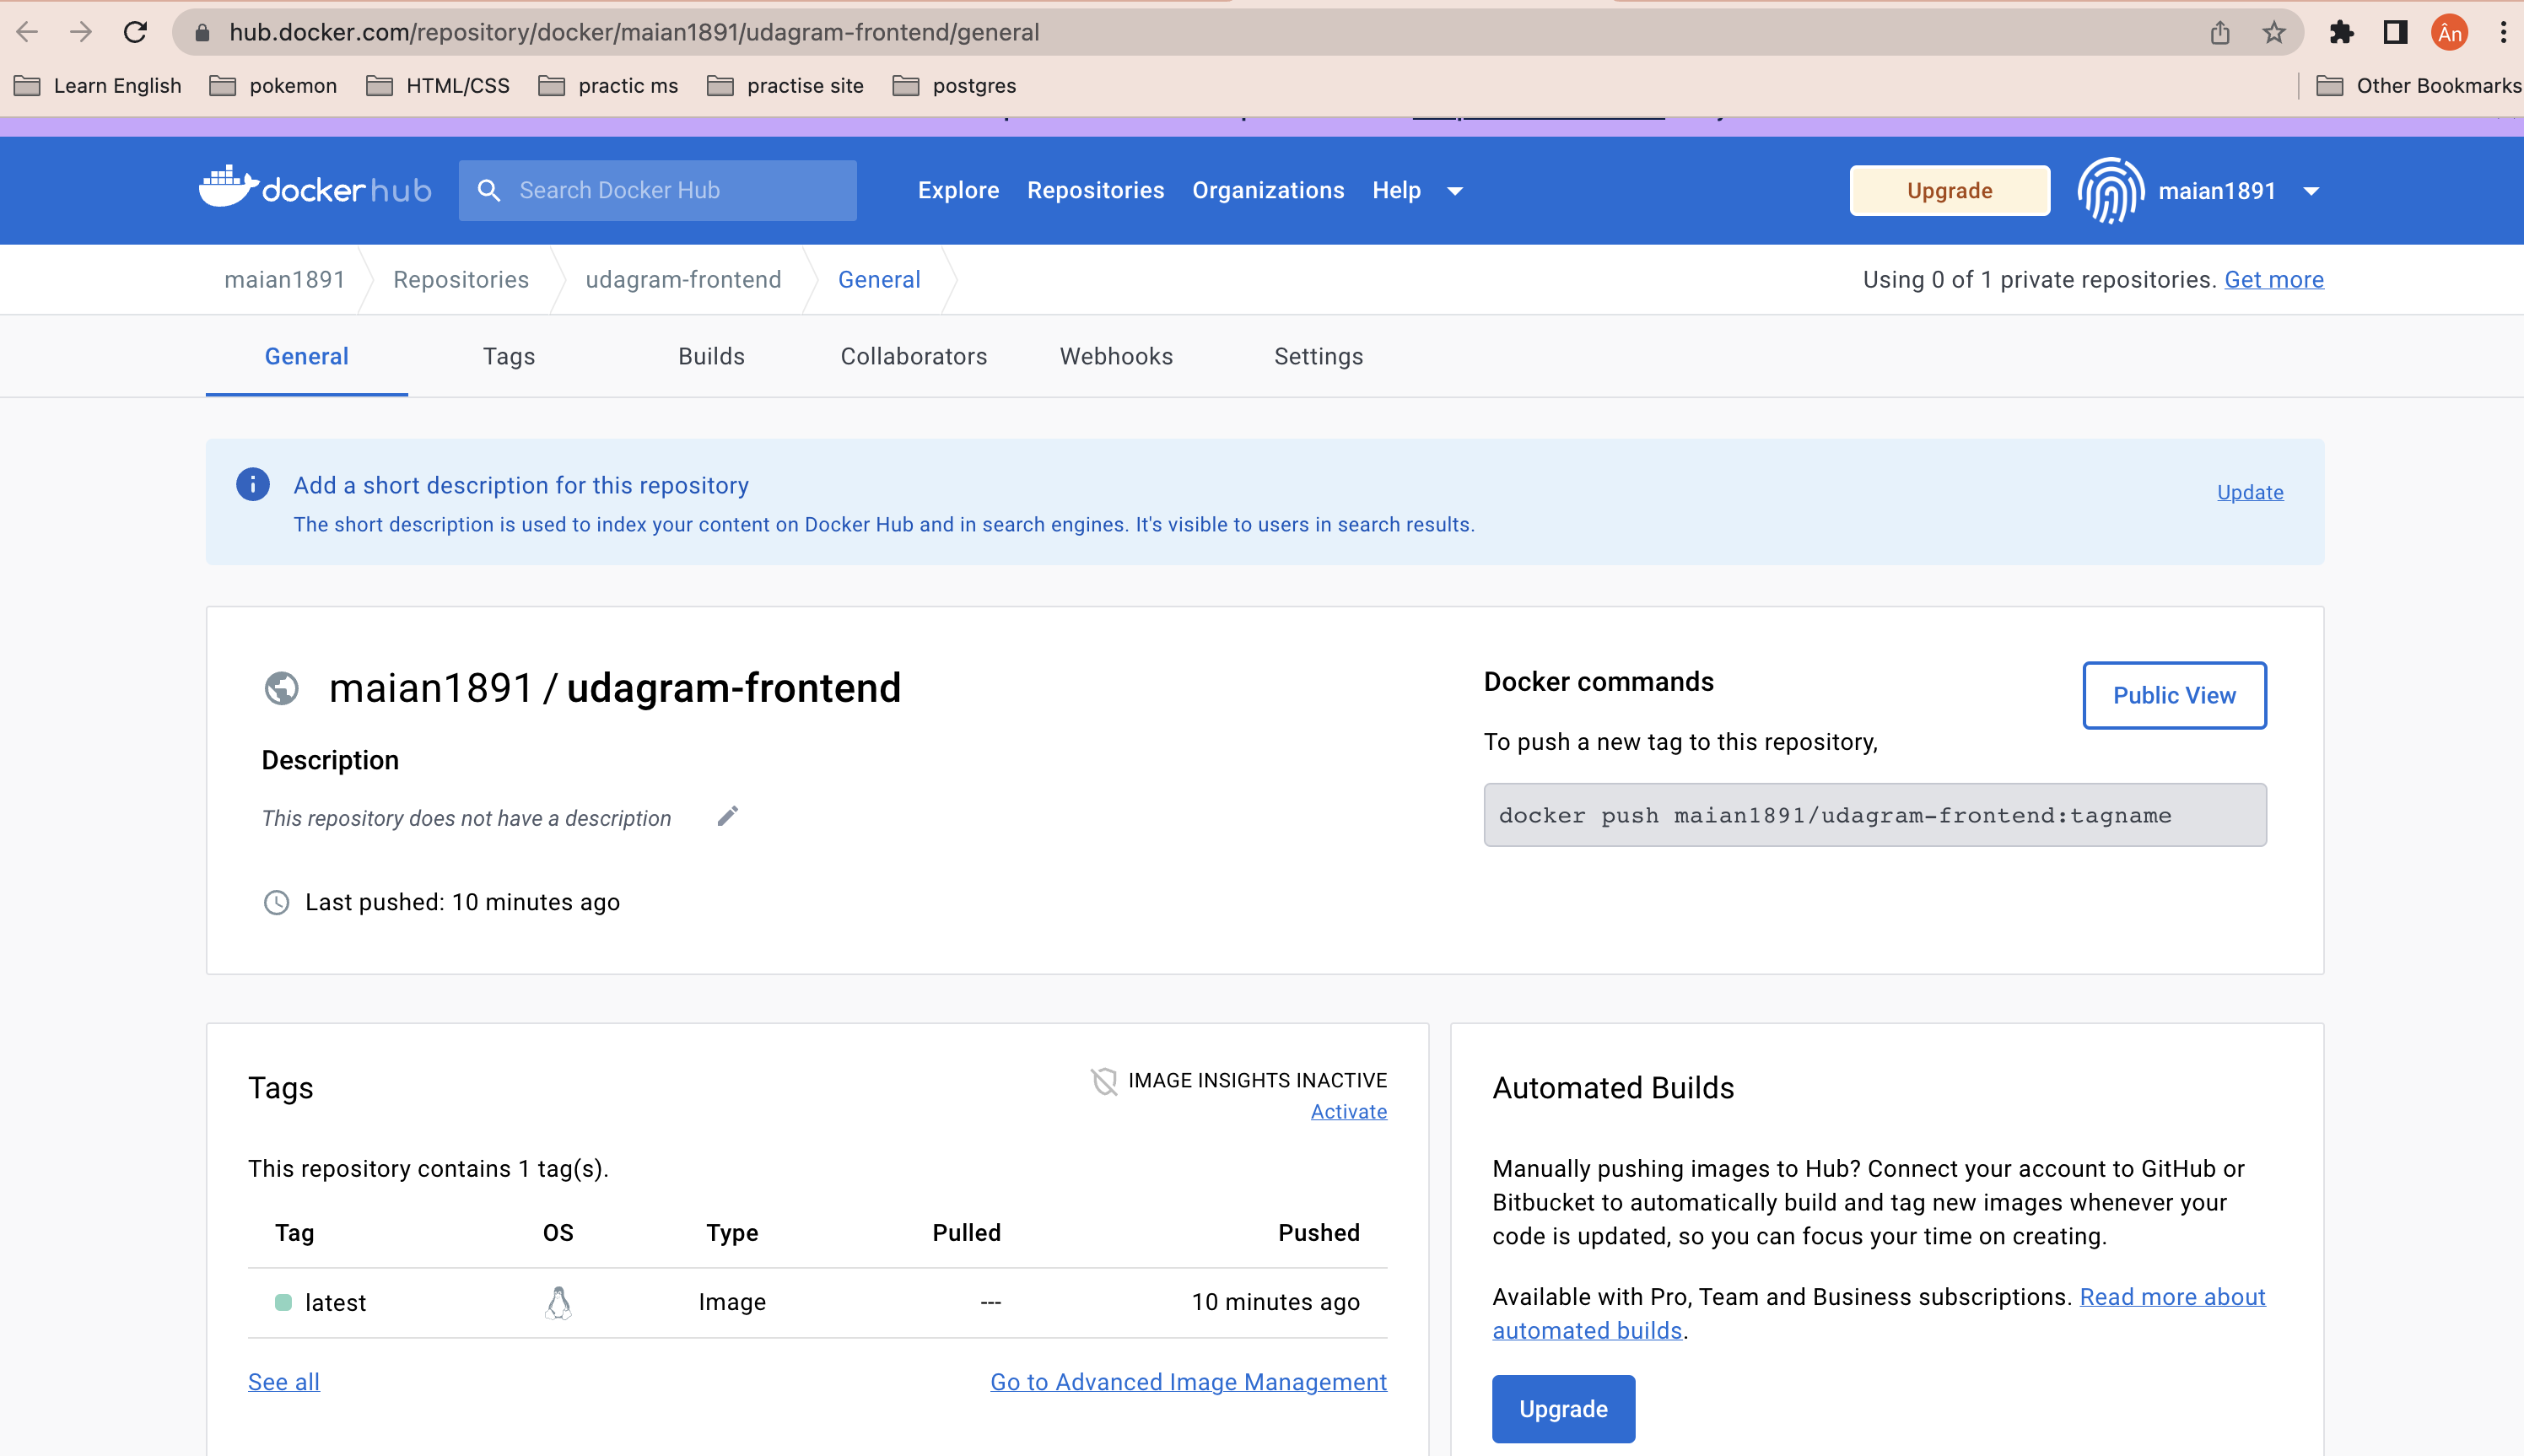 hub.docker.com/repository/docker/maian1891/udagram-frontend/general
Ân
Learn English pokemon HTML/CSS practic ms practise site postgres Other Bookmarks
dockerhub Search Docker Hub Explore Repositories Organizations Help Upgrade maian1891
maian1891 Repositories udagram-frontend General Using 0 of 1 private repositories. Get more
General Tags Builds Collaborators Webhooks Settings
Add a short description for this repository
Update
The short description is used to index your content on Docker Hub and in search engines. It's visible to users in search results.
maian1891 / udagram-frontend
Description
This repository does not have a description
Last pushed: 10 minutes ago
Docker commands
Public View
To push a new tag to this repository,
docker push maian1891/udagram-frontend:tagname
Tags
IMAGE INSIGHTS INACTIVE
Activate
This repository contains 1 tag(s).
Tag OS Type Pulled Pushed
latest Image --- 10 minutes ago
See all Go to Advanced Image Management
Automated Builds
Manually pushing images to Hub? Connect your account to GitHub or
Bitbucket to automatically build and tag new images whenever your
code is updated, so you can focus your time on creating.
Available with Pro, Team and Business subscriptions. Read more about
automated builds.
Upgrade